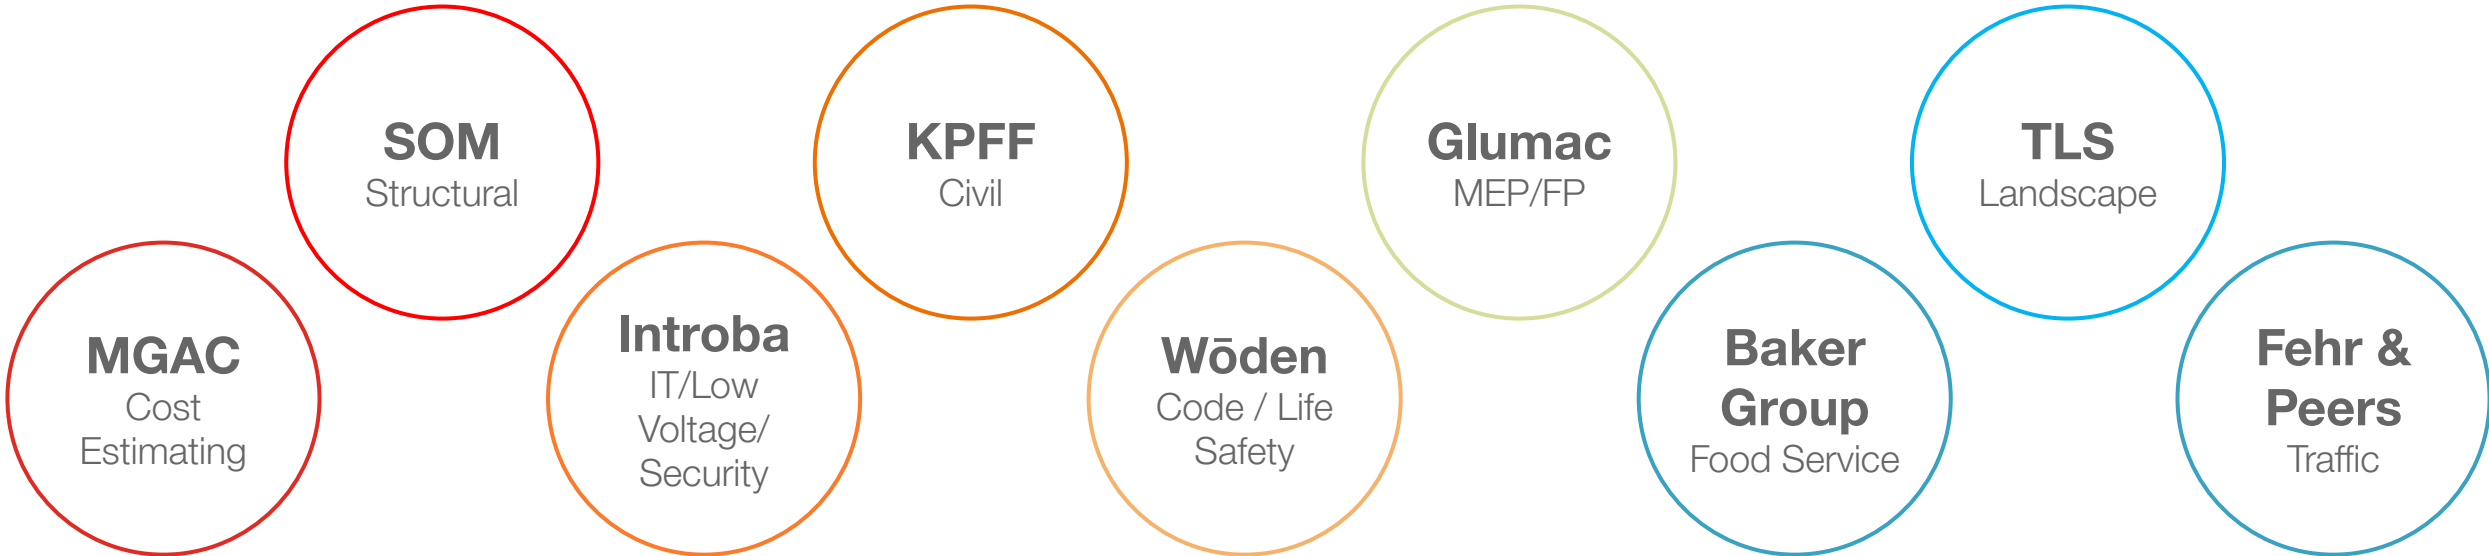 SOM
Structural
KPFF
Civil
Glumac
MEP/FP
TLS
Landscape
MGAC
Cost
Estimating
Introba
IT/Low
Voltage/
Security
Wōden
Code / Life
Safety
Baker
Group
Food Service
Fehr &
Peers
Traffic